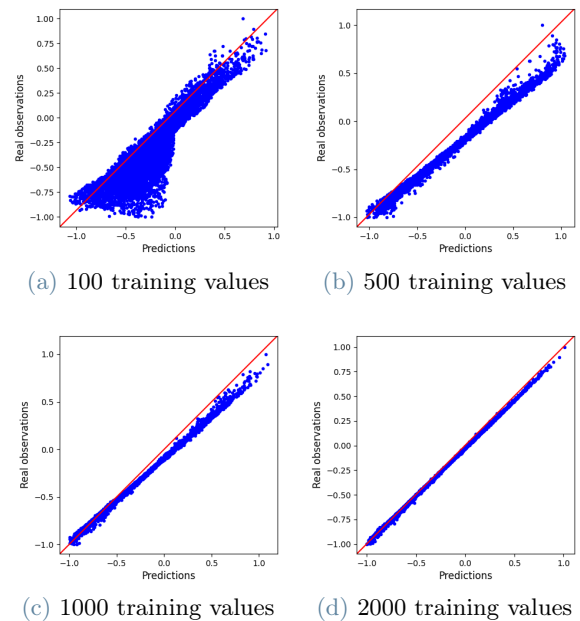 1.00
0.75
0.50
0.25
0.00
−0.25
−0.50
−0.75
−1.00
Real observations
−1.0 −0.5 0.0 0.5 1.0
Predictions
(a) 100 training values
1.0
0.5
0.0
−0.5
−1.0
Real observations
−1.0 −0.5 0.0 0.5 1.0
Predictions
(b) 500 training values
1.0
0.5
0.0
−0.5
−1.0
Real observations
−1.0 −0.5 0.0 0.5 1.0
Predictions
(c) 1000 training values
1.00
0.75
0.50
0.25
0.00
−0.25
−0.50
−0.75
−1.00
Real observations
−1.0 −0.5 0.0 0.5 1.0
Predictions
(d) 2000 training values